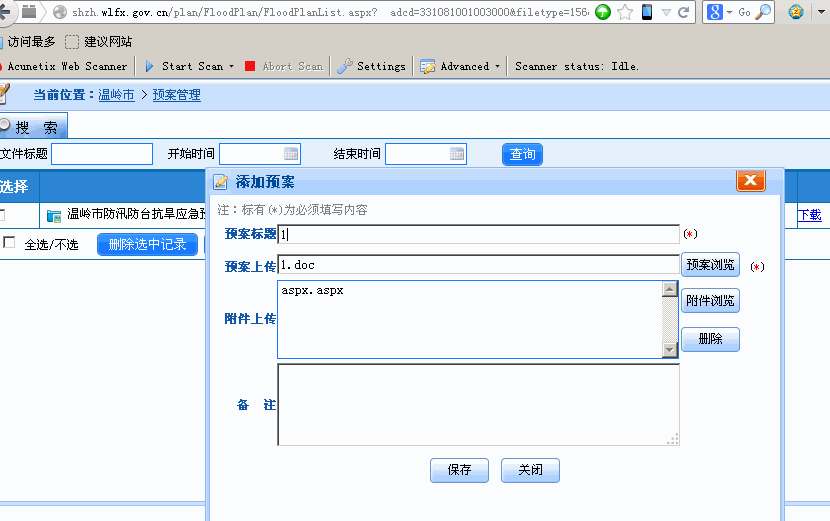 shzh.wlfx.gov.cn/plan/FloodPlan/FloodPlanList.aspx? adcd=331081001003000&filetype=156
Go
访问最多 建议网站
Acunetix Web Scanner Start Scan Abort Scan Settings Advanced Scanner status: Idle.
当前位置：温岭市 > 预案管理
搜 索
文件标题 开始时间 结束时间 查询
选择
添加预案
注：标有(*)为必须填写内容
温岭市防汛防台抗旱应急预
下载
全选/不选 删除选中记录
预案标题 1 (*)
预案上传 1.doc 预案浏览 (*)
附件上传 aspx.aspx 附件浏览
删除
备 注
保存 关闭